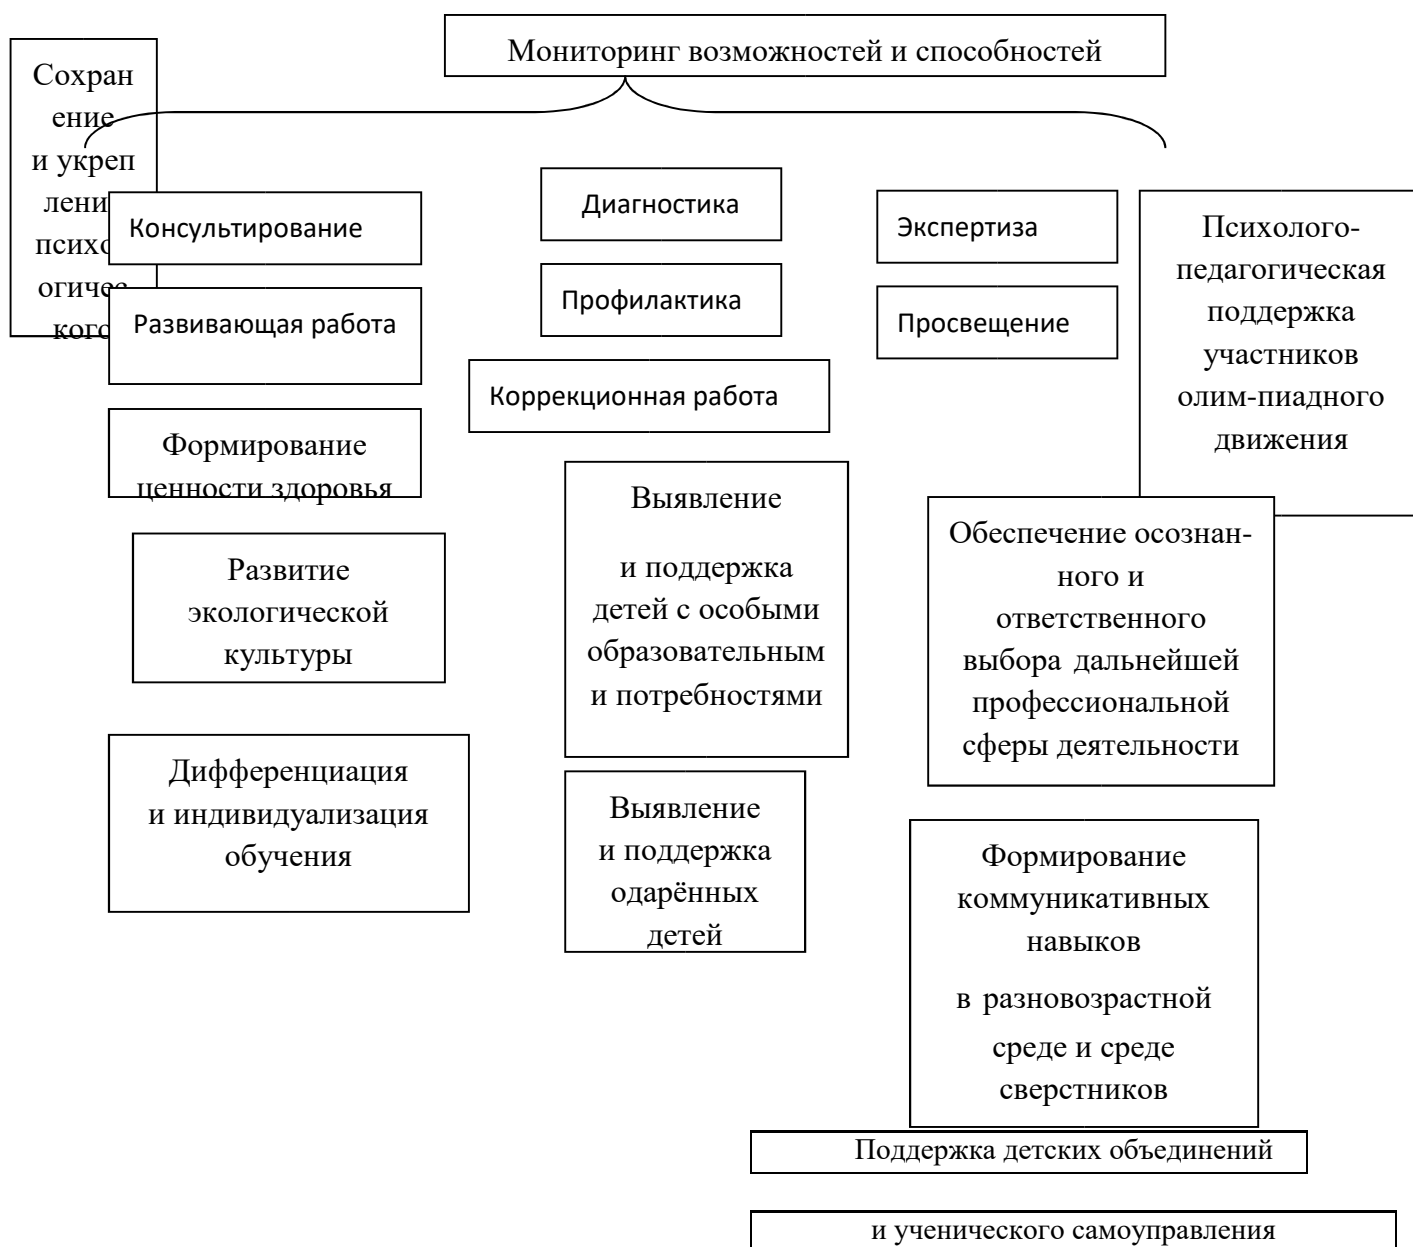 Мониторинг возможностей и способностей
Сохран
ение
и укреп
лени
психо
огичес
кого
Консультирование
Развивающая работа
Диагностика
Профилактика
Коррекционная работа
Экспертиза
Просвещение
Психолого-
педагогическая
поддержка
участников
олим-пиадного
движения
Формирование
ценности здоровья
Развитие
экологической
культуры
Дифференциация
и индивидуализация
обучения
Выявление
и поддержка
детей с особыми
образовательным
и потребностями
Выявление
и поддержка
одарённых
детей
Обеспечение осознан-
ного и
ответственного
выбора дальнейшей
профессиональной
сферы деятельности
Формирование
коммуникативных
навыков
в разновозрастной
среде и среде
сверстников
Поддержка детских объединений
и ученического самоуправления